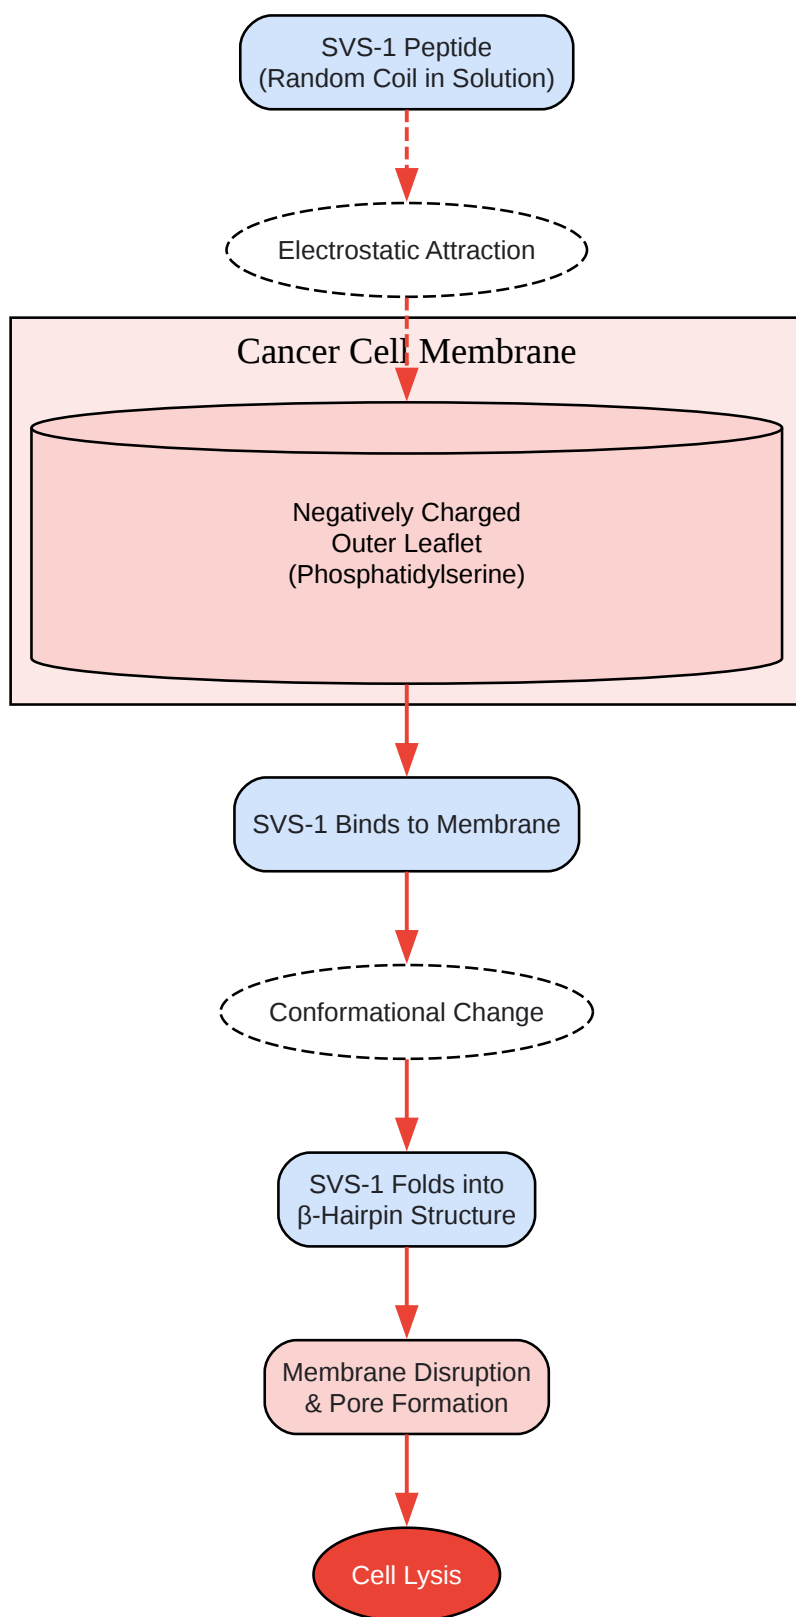 SVS-1 Peptide
(Random Coil in Solution)
Electrostatic Attraction
Cancer Cell Membrane
Negatively Charged
Outer Leaflet
(Phosphatidylserine)
SVS-1 Binds to Membrane
Conformational Change
SVS-1 Folds into
β-Hairpin Structure
Membrane Disruption
& Pore Formation
Cell Lysis